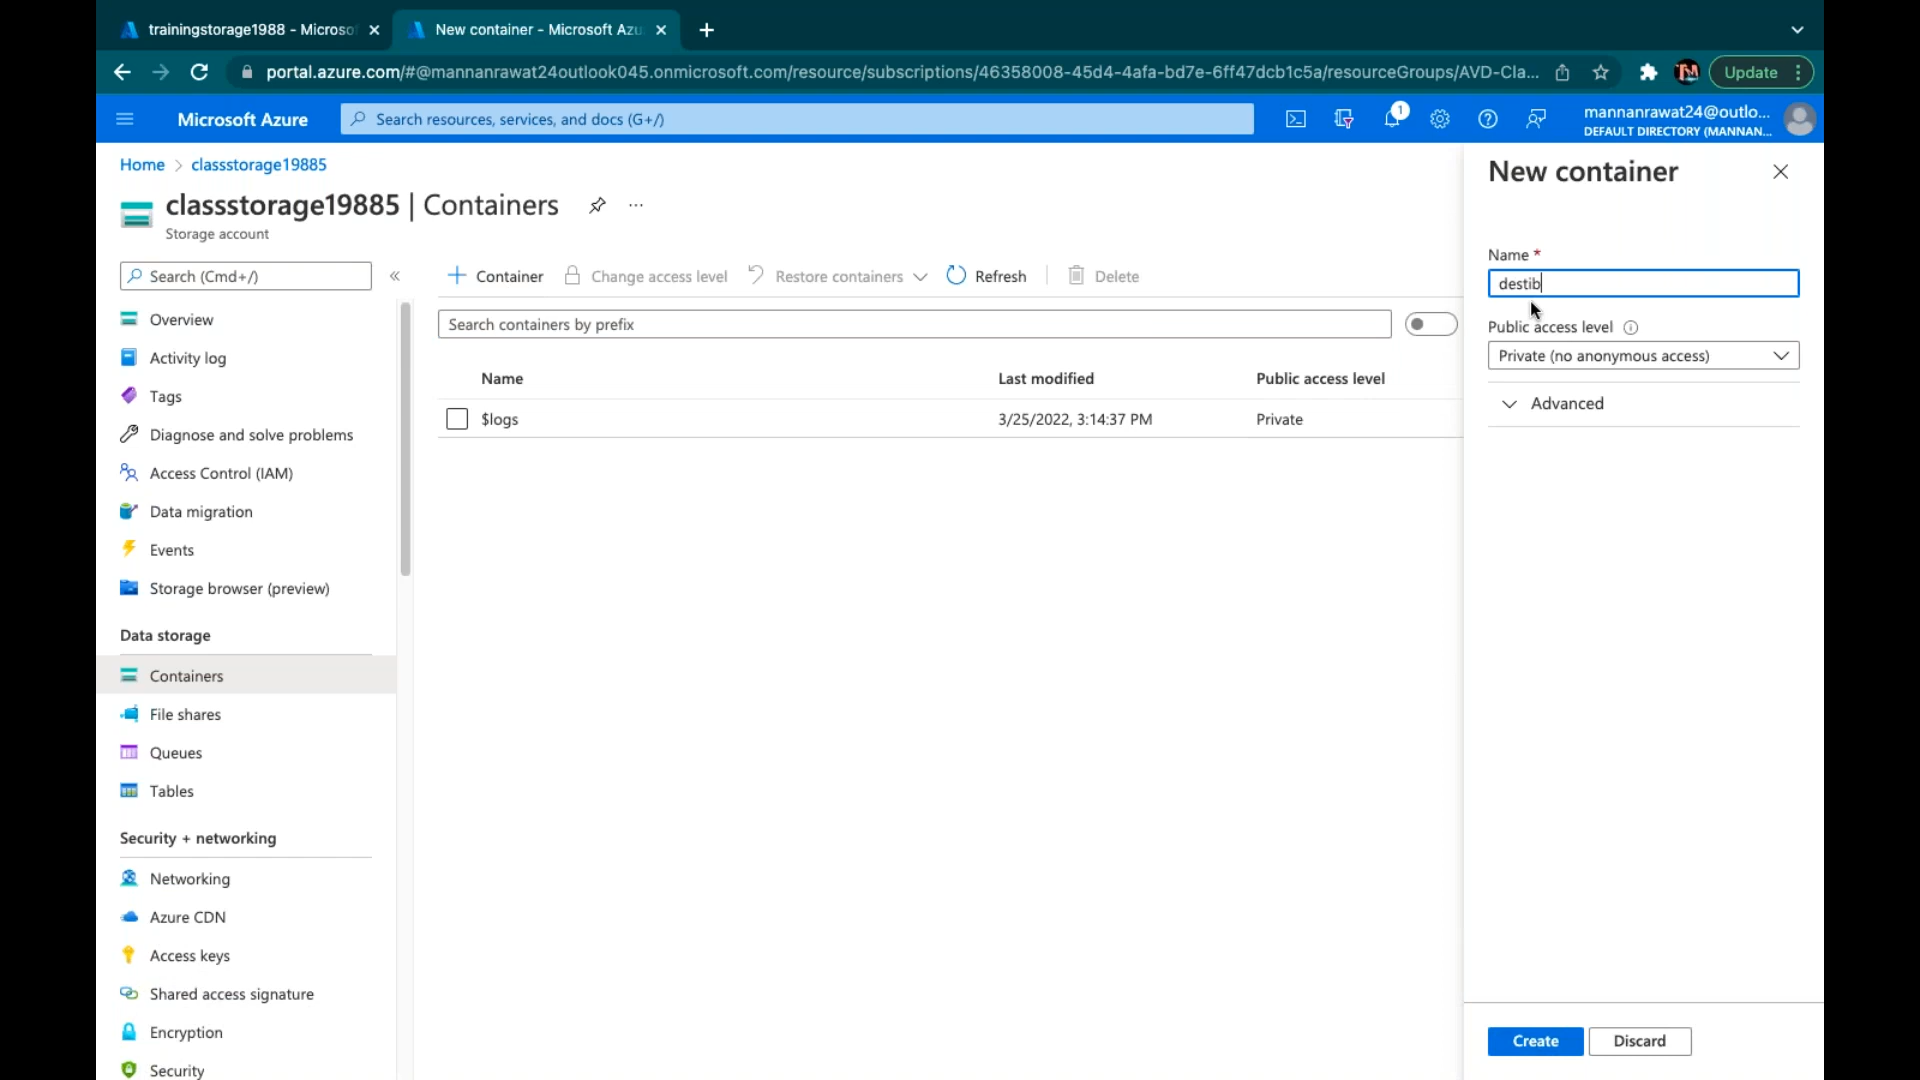 trainingstorage1988 - Microso
New container - Microsoft Azu
portal.azure.com/#@mannanrawat24outlook045.onmicrosoft.com/resource/subscriptions/46358008-45d4-4afa-bd7e-6ff47dcb1c5a/resourceGroups/AVD-Cla...
Update
Microsoft Azure
Search resources, services, and docs (G+/)
1
mannanrawat24@outlo...
DEFAULT DIRECTORY (MANNAN...
Home > classstorage19885
classstorage19885 | Containers
...
Storage account
Search (Cmd+/)
«
Overview
Activity log
Tags
Diagnose and solve problems
Access Control (IAM)
Data migration
Events
Storage browser (preview)
Data storage
Containers
File shares
Queues
Tables
Security + networking
Networking
Azure CDN
Access keys
Shared access signature
Encryption
Security
+ Container
Change access level
Restore containers
Refresh
Delete
Search containers by prefix
Name Last modified Public access level
$logs 3/25/2022, 3:14:37 PM Private
New container
Name *
destib
Public access level
Private (no anonymous access)
Advanced
Create
Discard